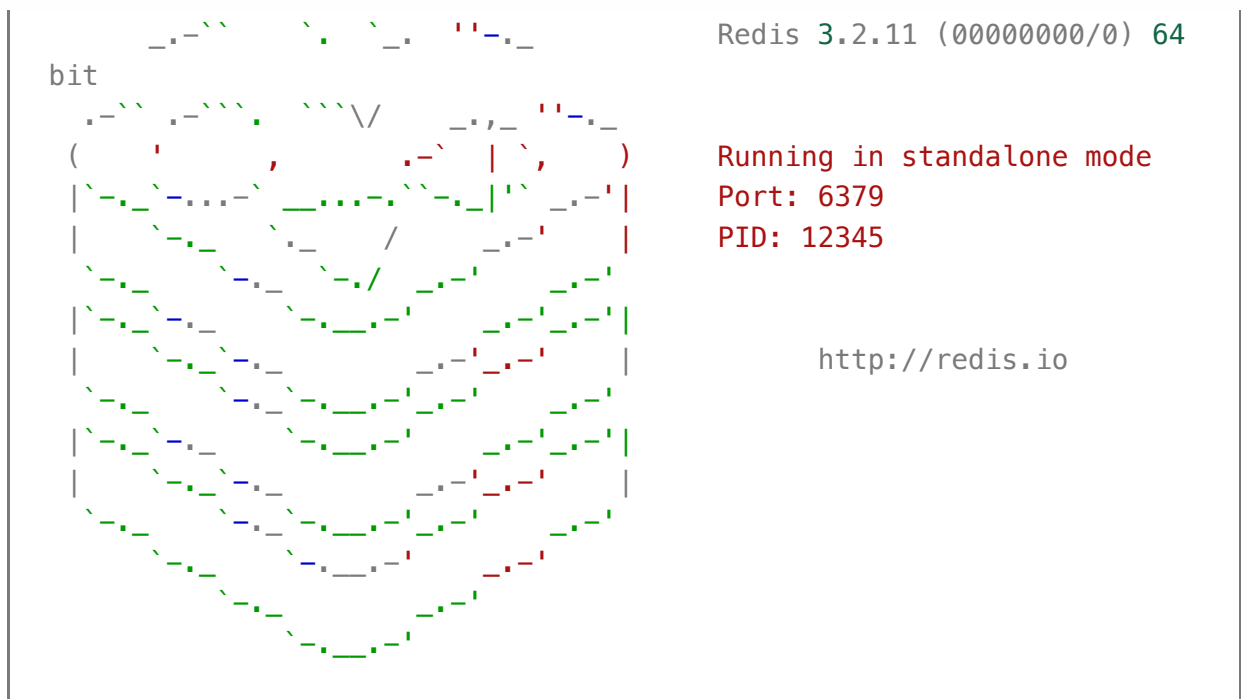 Redis 3.2.11 (00000000/0) 64
bit
Running in standalone mode
Port: 6379
PID: 12345
http://redis.io